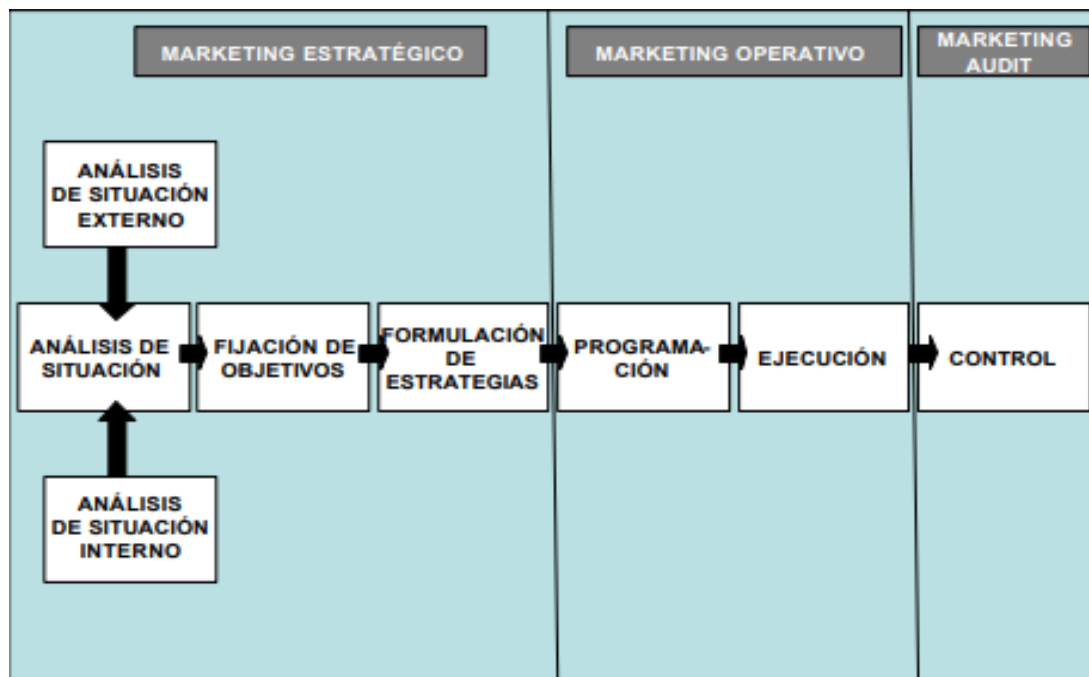 MARKETING ESTRATÉGICO
MARKETING OPERATIVO
MARKETING
AUDIT
ANÁLISIS
DE SITUACIÓN
EXTERNO
ANÁLISIS DE
SITUACIÓN
FIJACIÓN DE
OBJETIVOS
FORMULACIÓN
DE
ESTRATEGIAS
PROGRAMA-
CIÓN
EJECUCIÓN
CONTROL
ANÁLISIS
DE SITUACIÓN
INTERNO